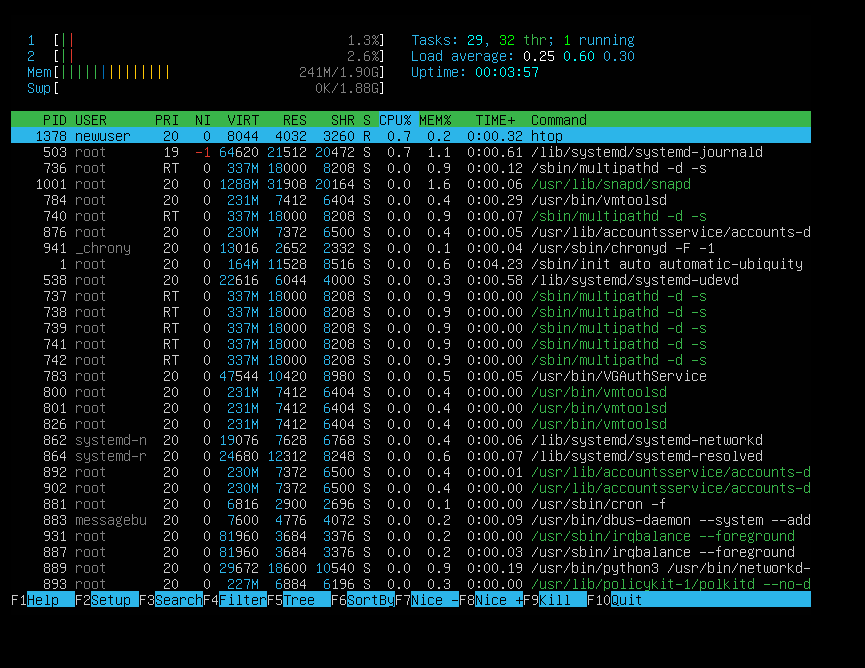 1 [|| 1.3%] Tasks: 29, 32 thr; 1 running
2 [|| 2.6%] Load average: 0.25 0.60 0.30
Mem[|||||||||||||| 241M/1.90G] Uptime: 00:03:57
Swp[ 0K/1.88G]
PID USER PRI NI VIRT RES SHR S CPU% MEM% TIME+ Command
1378 newuser 20 0 8044 4032 3260 R 0.7 0.2 0:00.32 htop
503 root 19 -1 64620 21512 20472 S 0.7 1.1 0:00.61 /lib/systemd/systemd-journald
736 root RT 0 337M 18000 8208 S 0.0 0.9 0:00.12 /sbin/multipathd -d -s
1001 root 20 0 1288M 31908 20164 S 0.0 1.6 0:00.06 /usr/lib/snapd/snapd
784 root 20 0 231M 7412 6404 S 0.0 0.4 0:00.29 /usr/bin/vmtoolsd
740 root RT 0 337M 18000 8208 S 0.0 0.9 0:00.07 /sbin/multipathd -d -s
876 root 20 0 230M 7372 6500 S 0.0 0.4 0:00.05 /usr/lib/accountsservice/accounts-d
941 _chrony 20 0 13016 2652 2332 S 0.0 0.1 0:00.04 /usr/sbin/chronyd -F -1
1 root 20 0 164M 11528 8516 S 0.0 0.6 0:04.23 /sbin/init auto automatic-ubiquity
538 root 20 0 22616 6044 4000 S 0.0 0.3 0:00.58 /lib/systemd/systemd-udevd
737 root RT 0 337M 18000 8208 S 0.0 0.9 0:00.00 /sbin/multipathd -d -s
738 root RT 0 337M 18000 8208 S 0.0 0.9 0:00.00 /sbin/multipathd -d -s
739 root RT 0 337M 18000 8208 S 0.0 0.9 0:00.00 /sbin/multipathd -d -s
741 root RT 0 337M 18000 8208 S 0.0 0.9 0:00.00 /sbin/multipathd -d -s
742 root RT 0 337M 18000 8208 S 0.0 0.9 0:00.00 /sbin/multipathd -d -s
783 root 20 0 47544 10420 8980 S 0.0 0.5 0:00.05 /usr/bin/VGAuthService
800 root 20 0 231M 7412 6404 S 0.0 0.4 0:00.00 /usr/bin/vmtoolsd
801 root 20 0 231M 7412 6404 S 0.0 0.4 0:00.00 /usr/bin/vmtoolsd
826 root 20 0 231M 7412 6404 S 0.0 0.4 0:00.00 /usr/bin/vmtoolsd
862 systemd-n 20 0 19076 7628 6768 S 0.0 0.4 0:00.06 /lib/systemd/systemd-networkd
864 systemd-r 20 0 24680 12312 8248 S 0.0 0.6 0:00.07 /lib/systemd/systemd-resolved
892 root 20 0 230M 7372 6500 S 0.0 0.4 0:00.01 /usr/lib/accountsservice/accounts-d
902 root 20 0 230M 7372 6500 S 0.0 0.4 0:00.00 /usr/lib/accountsservice/accounts-d
881 root 20 0 6816 2900 2696 S 0.0 0.1 0:00.00 /usr/sbin/cron -f
883 messagebu 20 0 7600 4776 4072 S 0.0 0.2 0:00.09 /usr/bin/dbus-daemon --system --add
931 root 20 0 81960 3684 3376 S 0.0 0.2 0:00.00 /usr/sbin/irqbalance --foreground
887 root 20 0 81960 3684 3376 S 0.0 0.2 0:00.03 /usr/sbin/irqbalance --foreground
889 root 20 0 29672 18600 10540 S 0.0 0.9 0:00.19 /usr/bin/python3 /usr/bin/networkd-
893 root 20 0 227M 6884 6196 S 0.0 0.3 0:00.00 /usr/lib/policykit-1/polkitd --no-d
F1Help F2Setup F3SearchF4FilterF5Tree F6SortByF7Nice -F8Nice +F9Kill F10Quit